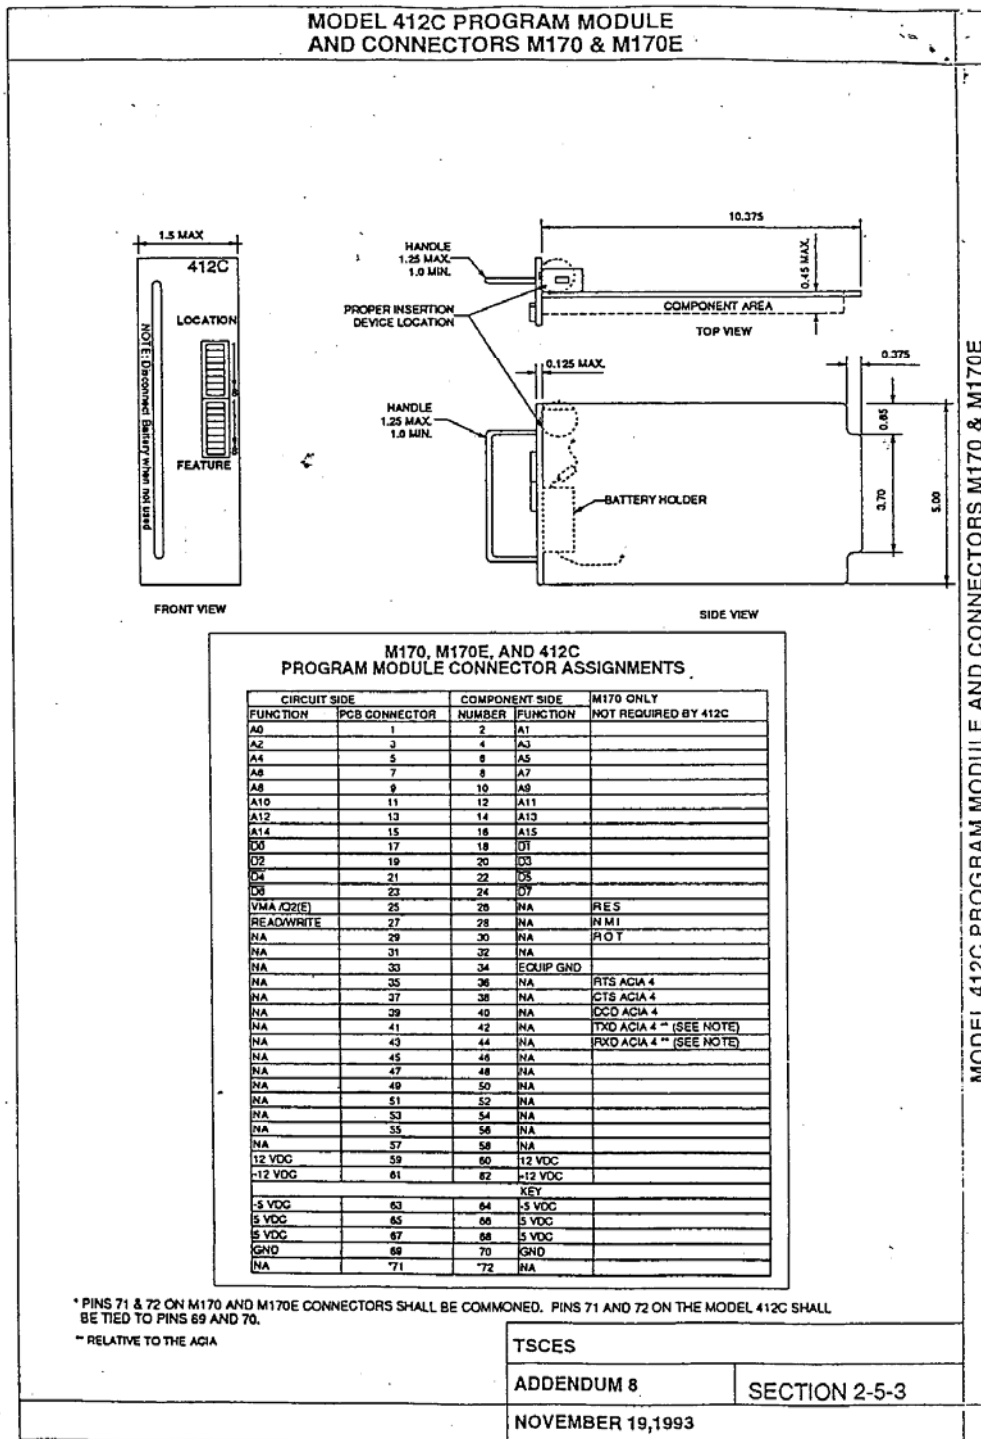 MODEL 412C PROGRAM MODULE
AND CONNECTORS M170 & M170E
1.5 MAX
412C
LOCATION
NOTE: Disconnect Battery when not used
FEATURE
FRONT VIEW
10.375
HANDLE
1.25 MAX.
1.0 MIN.
0.45 MAX.
PROPER INSERTION
DEVICE LOCATION
COMPONENT AREA
TOP VIEW
0.125 MAX.
0.375
HANDLE
1.25 MAX.
1.0 MIN.
0.65
3.70
5.00
BATTERY HOLDER
SIDE VIEW
M170, M170E, AND 412C
PROGRAM MODULE CONNECTOR ASSIGNMENTS
CIRCUIT SIDE COMPONENT SIDE M170 ONLY
FUNCTION PCB CONNECTOR NUMBER FUNCTION NOT REQUIRED BY 412C
A0 1 2 A1
A2 3 4 A3
A4 5 6 A5
A6 7 8 A7
A8 9 10 A9
A10 11 12 A11
A12 13 14 A13
A14 15 16 A15
D0 17 18 D1
D2 19 20 D3
D4 21 22 D5
D6 23 24 D7
VMA /O2(E) 25 26 NA RES
READ/WRITE 27 28 NA NMI
NA 29 30 NA ROT
NA 31 32 NA
NA 33 34 EQUIP GND
NA 35 36 NA RTS ACIA 4
NA 37 38 NA CTS ACIA 4
NA 39 40 NA DCD ACIA 4
NA 41 42 NA TXD ACIA 4 ** (SEE NOTE)
NA 43 44 NA RXD ACIA 4 ** (SEE NOTE)
NA 45 46 NA
NA 47 48 NA
NA 49 50 NA
NA 51 52 NA
NA 53 54 NA
NA 55 56 NA
NA 57 58 NA
12 VDC 59 60 12 VDC
-12 VDC 61 62 -12 VDC
KEY
-5 VDC 63 64 -5 VDC
5 VDC 65 66 5 VDC
5 VDC 67 68 5 VDC
GND 69 70 GND
NA *71 *72 NA
* PINS 71 & 72 ON M170 AND M170E CONNECTORS SHALL BE COMMONED. PINS 71 AND 72 ON THE MODEL 412C SHALL
BE TIED TO PINS 69 AND 70.
** RELATIVE TO THE ACIA
TSCES
ADDENDUM 8
SECTION 2-5-3
NOVEMBER 19,1993
MODEL 412C PROGRAM MODULE AND CONNECTORS M170 & M170E